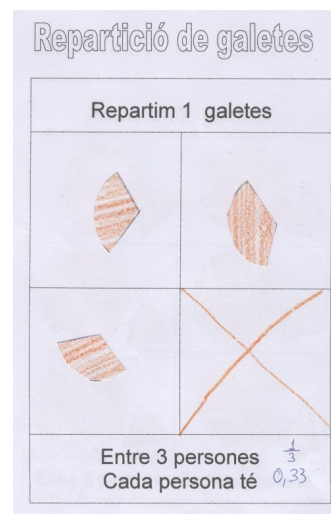 Repartició de galetes
Repartim 1 galetes
Entre 3 persones 1/3
Cada persona té 0,33